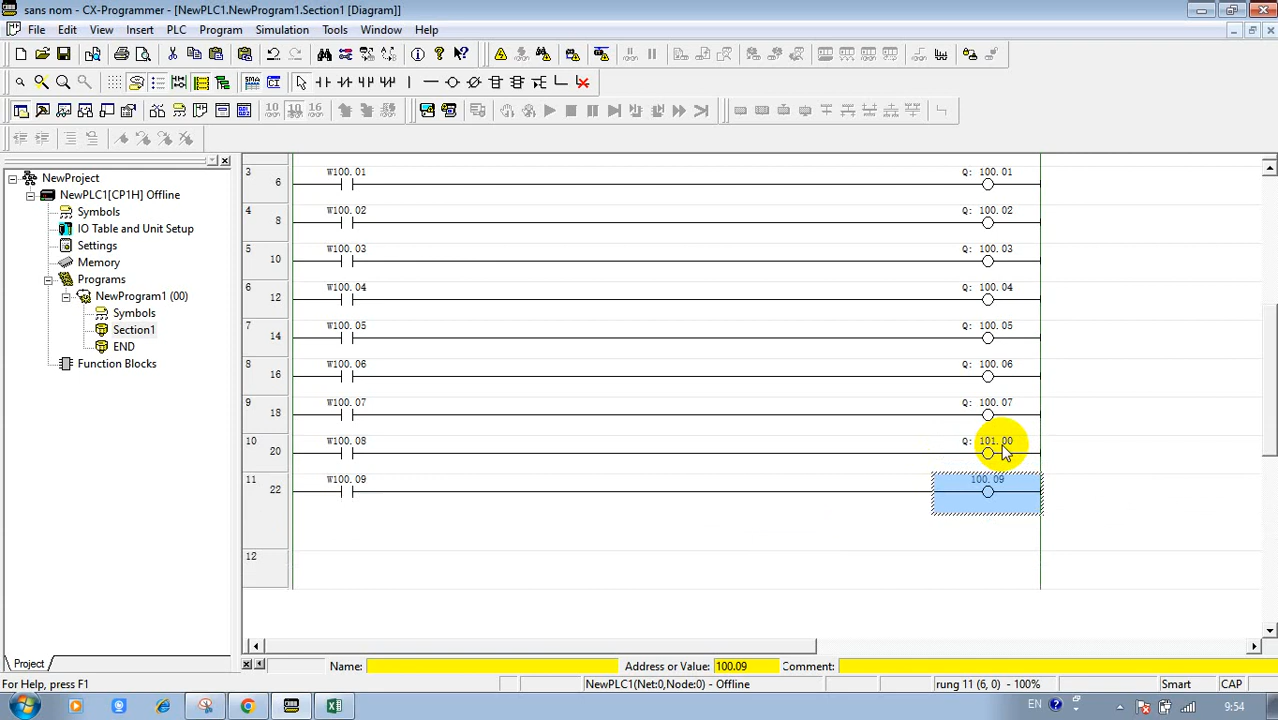 sans nom - CX-Programmer - [NewPLC1.NewProgram1.Section1 [Diagram]]
File Edit View Insert PLC Program Simulation Tools Window Help
10 10 16
NewProject
NewPLC1[CP1H] Offline
Symbols
IO Table and Unit Setup
Settings
Memory
Programs
NewProgram1 (00)
Symbols
Section1
END
Function Blocks
Project
3 W100.01 Q: 100.01
6
4 W100.02 Q: 100.02
8
5 W100.03 Q: 100.03
10
6 W100.04 Q: 100.04
12
7 W100.05 Q: 100.05
14
8 W100.06 Q: 100.06
16
9 W100.07 Q: 100.07
18
10 W100.08 Q: 101.00
20
11 W100.09 100.09
22
12
Name: Address or Value: 100.09 Comment:
For Help, press F1 NewPLC1(Net:0,Node:0) - Offline rung 11 (6, 0) - 100% Smart CAP
EN 9:54